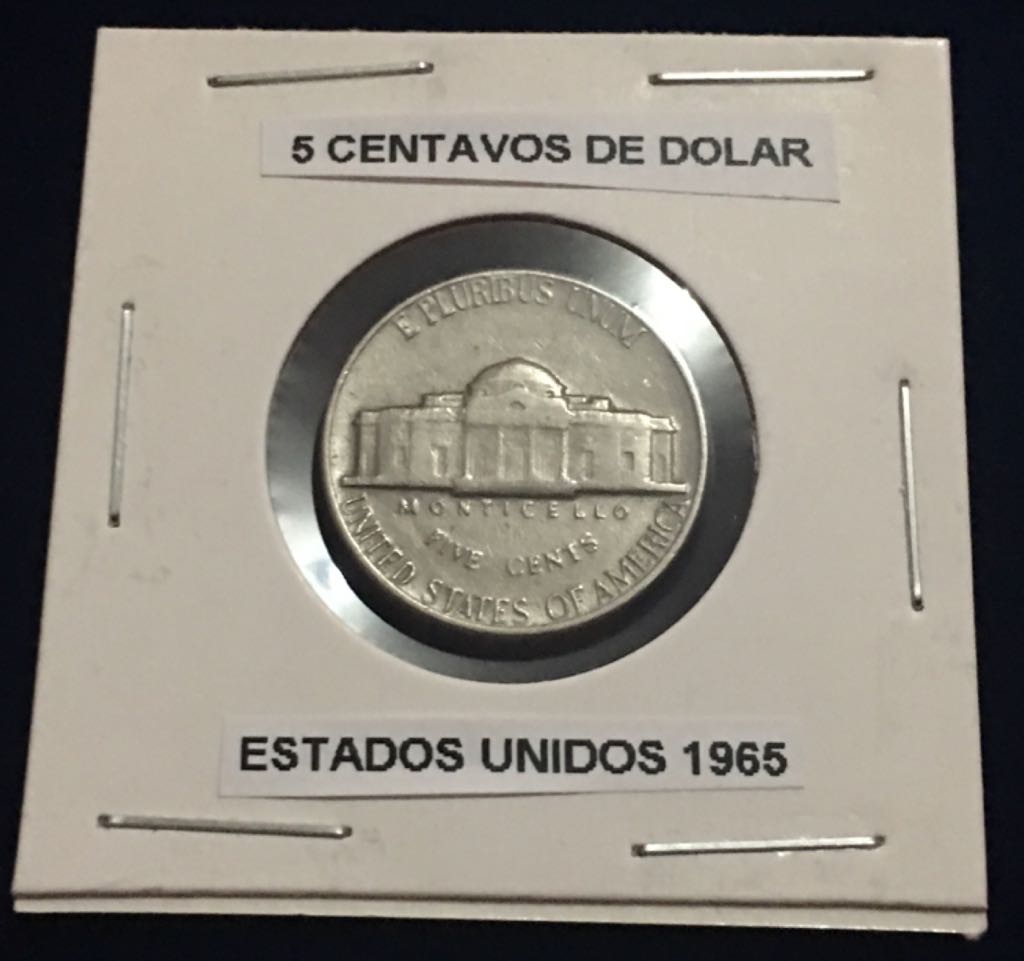 5 CENTAVOS DE DOLAR
E PLURIBUS UNUM
MONTICELLO
FIVE CENTS
UNITED STATES OF AMERICA
ESTADOS UNIDOS 1965